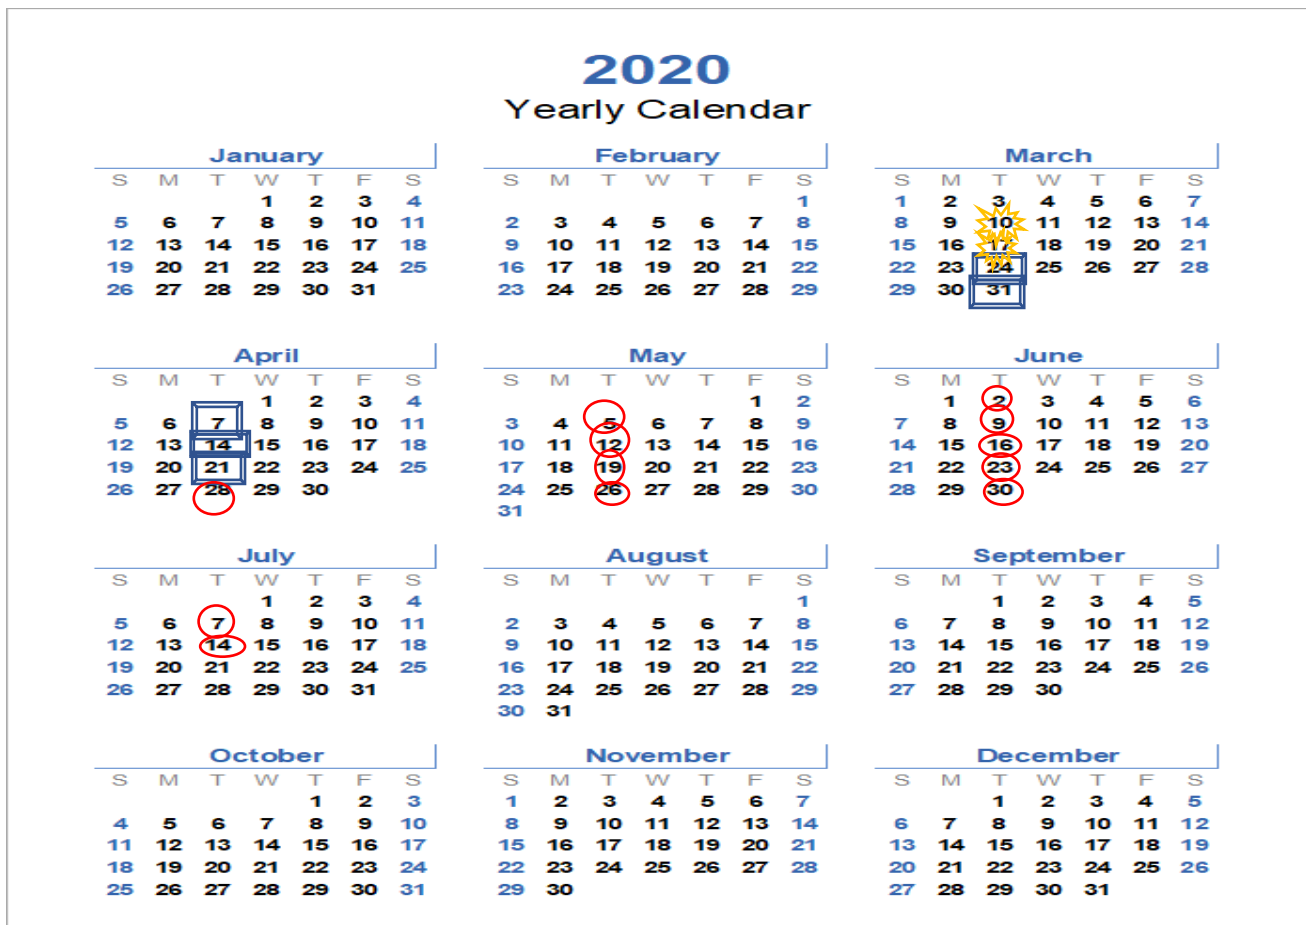 2020
Yearly Calendar
January February March
S M T W T F S S M T W T F S S M T W T F S
1 2 3 4 1 1 2 3 4 5 6 7
5 6 7 8 9 10 11 2 3 4 5 6 7 8 8 9 10 11 12 13 14
12 13 14 15 16 17 18 9 10 11 12 13 14 15 15 16 17 18 19 20 21
19 20 21 22 23 24 25 16 17 18 19 20 21 22 22 23 24 25 26 27 28
26 27 28 29 30 31 23 24 25 26 27 28 29 29 30 31
April May June
S M T W T F S S M T W T F S S M T W T F S
1 2 3 4 1 2 1 2 3 4 5 6
5 6 7 8 9 10 11 3 4 5 6 7 8 9 7 8 9 10 11 12 13
12 13 14 15 16 17 18 10 11 12 13 14 15 16 14 15 16 17 18 19 20
19 20 21 22 23 24 25 17 18 19 20 21 22 23 21 22 23 24 25 26 27
26 27 28 29 30 24 25 26 27 28 29 30 28 29 30
31
July August September
S M T W T F S S M T W T F S S M T W T F S
1 2 3 4 1 1 2 3 4 5
5 6 7 8 9 10 11 2 3 4 5 6 7 8 6 7 8 9 10 11 12
12 13 14 15 16 17 18 9 10 11 12 13 14 15 13 14 15 16 17 18 19
19 20 21 22 23 24 25 16 17 18 19 20 21 22 20 21 22 23 24 25 26
26 27 28 29 30 31 23 24 25 26 27 28 29 27 28 29 30
30 31
October November December
S M T W T F S S M T W T F S S M T W T F S
1 2 3 1 2 3 4 5 6 7 1 2 3 4 5
4 5 6 7 8 9 10 8 9 10 11 12 13 14 6 7 8 9 10 11 12
11 12 13 14 15 16 17 15 16 17 18 19 20 21 13 14 15 16 17 18 19
18 19 20 21 22 23 24 22 23 24 25 26 27 28 20 21 22 23 24 25 26
25 26 27 28 29 30 31 29 30 27 28 29 30 31